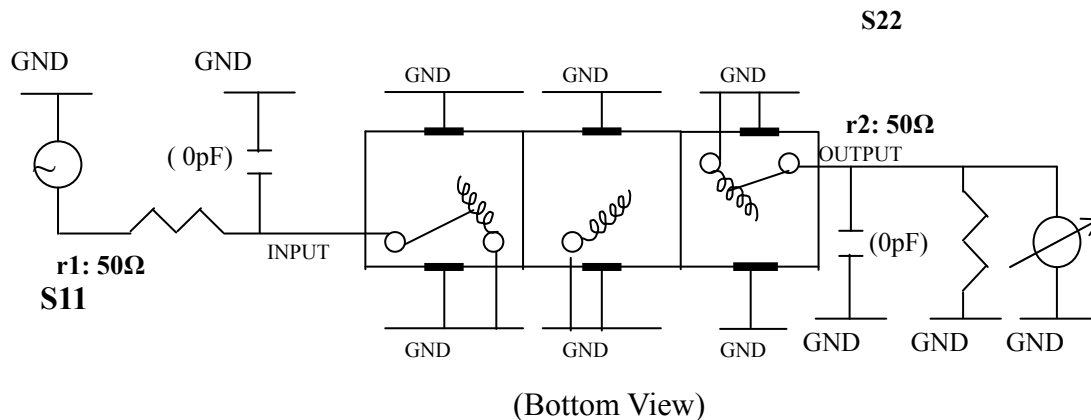 S22
GND
GND
GND
GND
GND
r2: 50Ω
( 0pF)
OUTPUT
INPUT
(0pF)
r1: 50Ω
S11
GND
GND
GND
GND
GND
GND
(Bottom View)